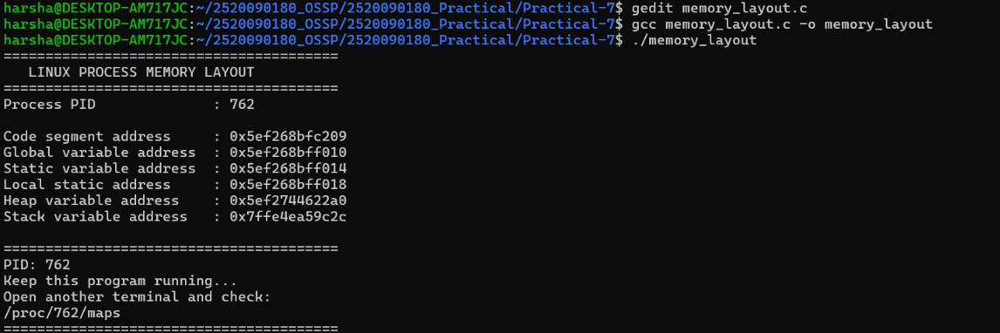 harsha@DESKTOP-AM717JC:~/2520090180_OSSP/2520090180_Practical/Practical-7$ gedit memory_layout.c
harsha@DESKTOP-AM717JC:~/2520090180_OSSP/2520090180_Practical/Practical-7$ gcc memory_layout.c -o memory_layout
harsha@DESKTOP-AM717JC:~/2520090180_OSSP/2520090180_Practical/Practical-7$ ./memory_layout
========================================
   LINUX PROCESS MEMORY LAYOUT
========================================
Process PID              : 762
Code segment address     : 0x5ef268bfc209
Global variable address  : 0x5ef268bff010
Static variable address  : 0x5ef268bff014
Local static address     : 0x5ef268bff018
Heap variable address    : 0x5ef2744622a0
Stack variable address   : 0x7ffe4ea59c2c
========================================
PID: 762
Keep this program running...
Open another terminal and check:
/proc/762/maps
========================================